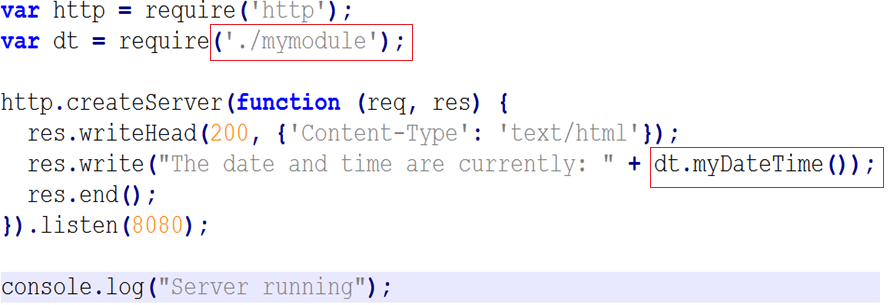 var http = require('http');
var dt = require('./mymodule');
http.createServer(function (req, res) {
res.writeHead(200, {'Content-Type': 'text/html'});
res.write("The date and time are currently: " + dt.myDateTime());
res.end();
}).listen(8080);
console.log("Server running");